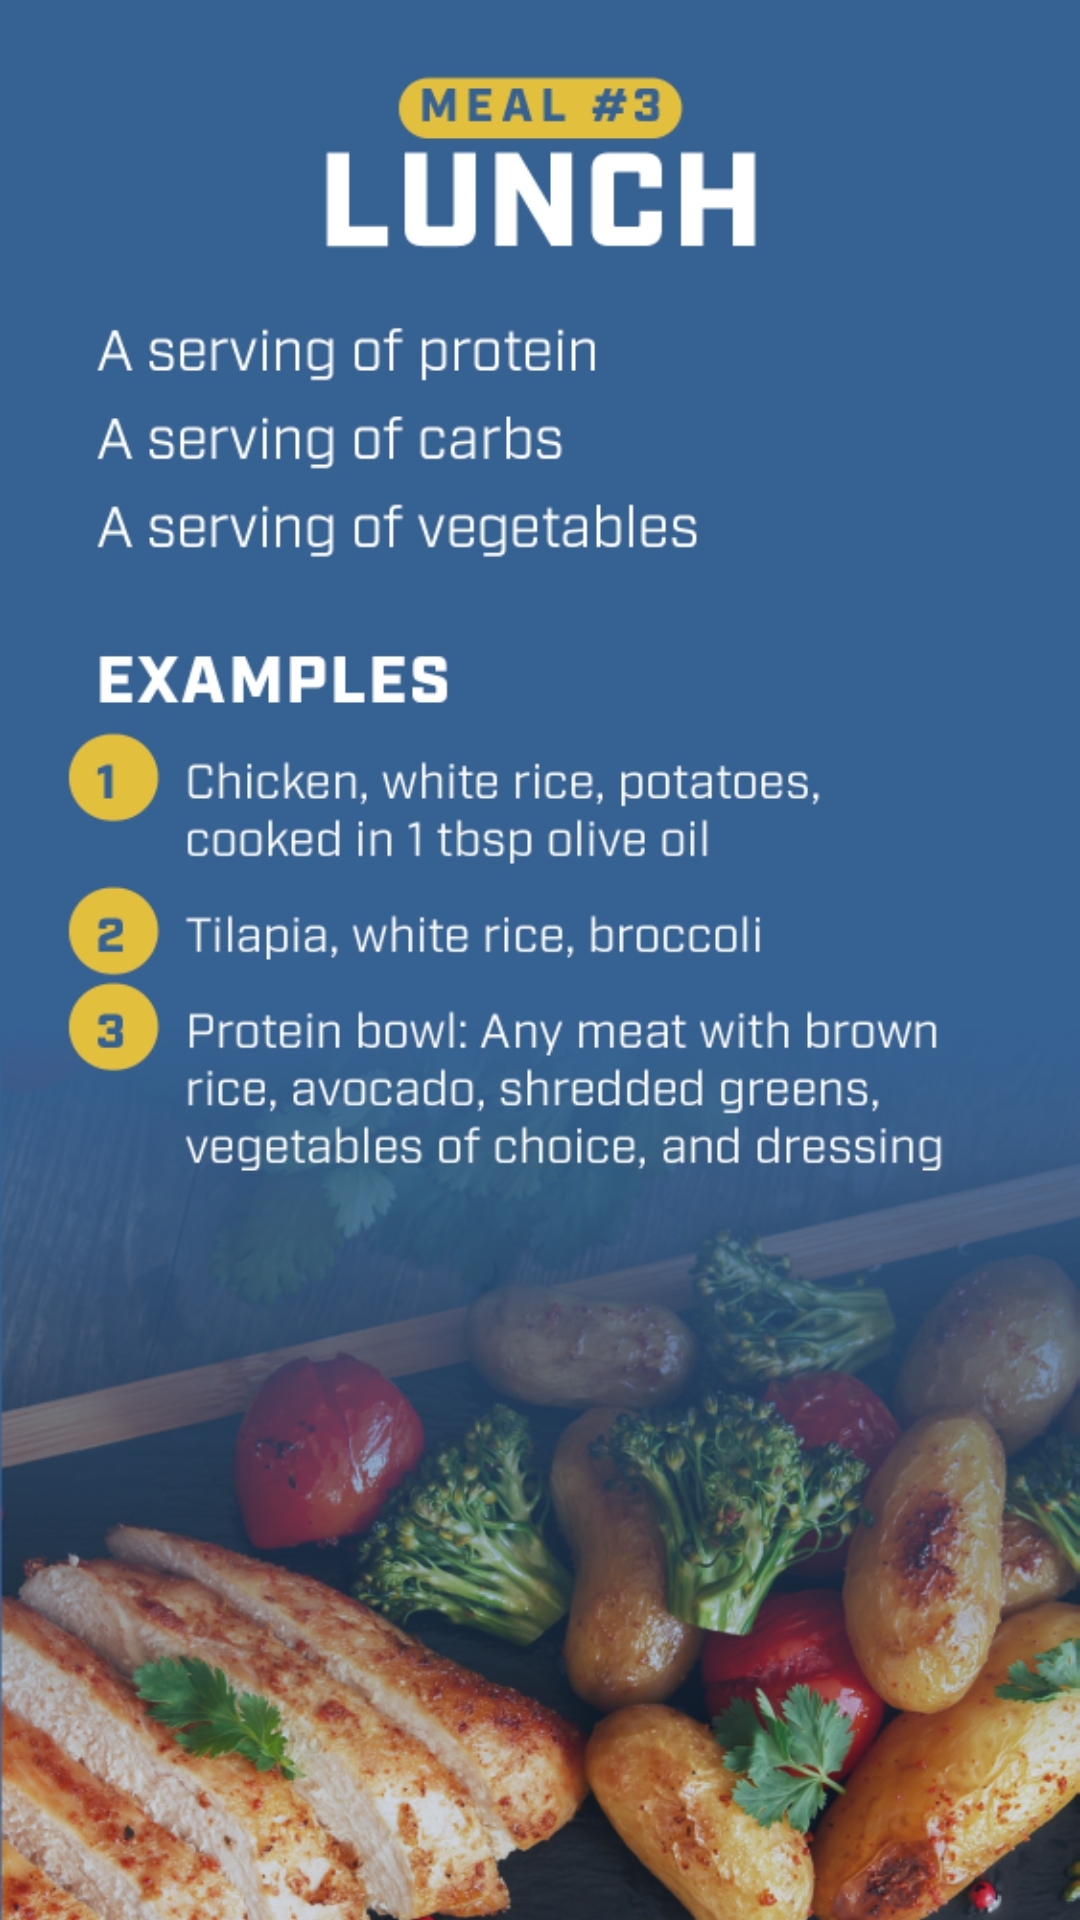 MEAL #3
LUNCH
A serving of protein
A serving of carbs
A serving of vegetables
EXAMPLES
1 Chicken, white rice, potatoes,
cooked in 1 tbsp olive oil
2 Tilapia, white rice, broccoli
3 Protein bowl: Any meat with brown
rice, avocado, shredded greens,
vegetables of choice, and dressing